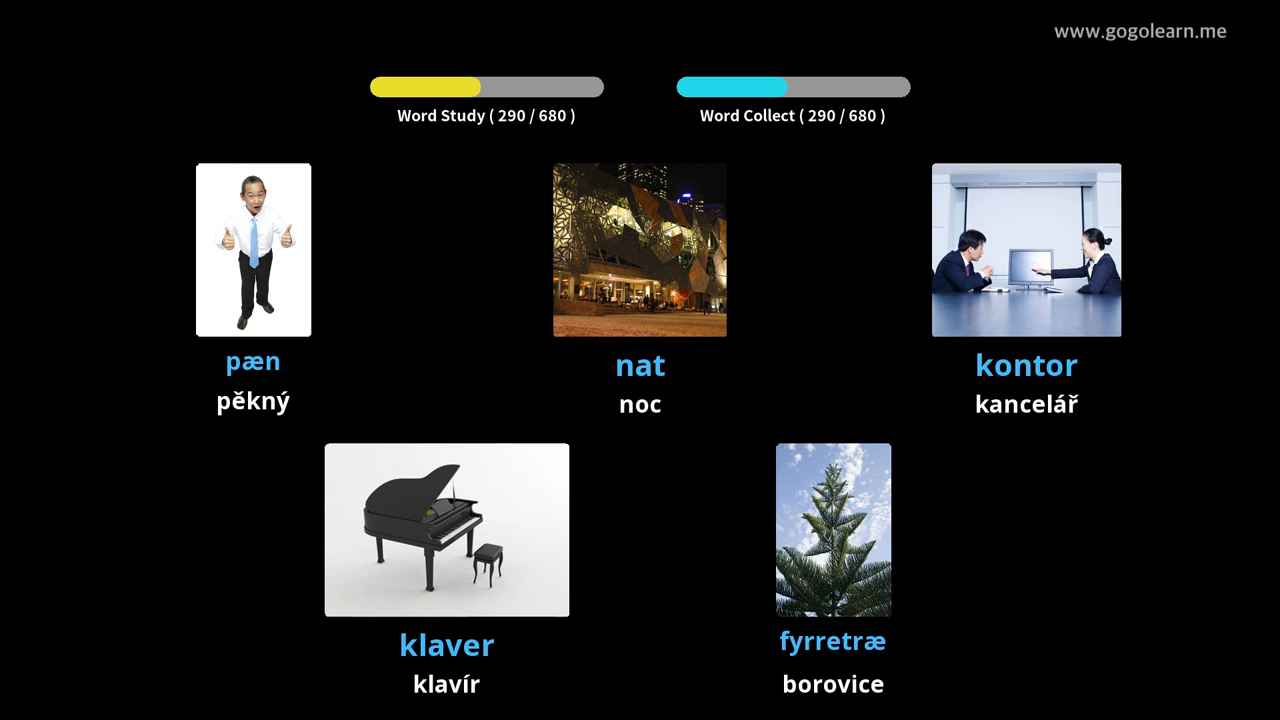 www.gogolearn.me
Word Study ( 290 / 680 )
Word Collect ( 290 / 680 )
pæn
nat
kontor
pěkný
noc
kancelář
klaver
fyrretræ
klavír
borovice